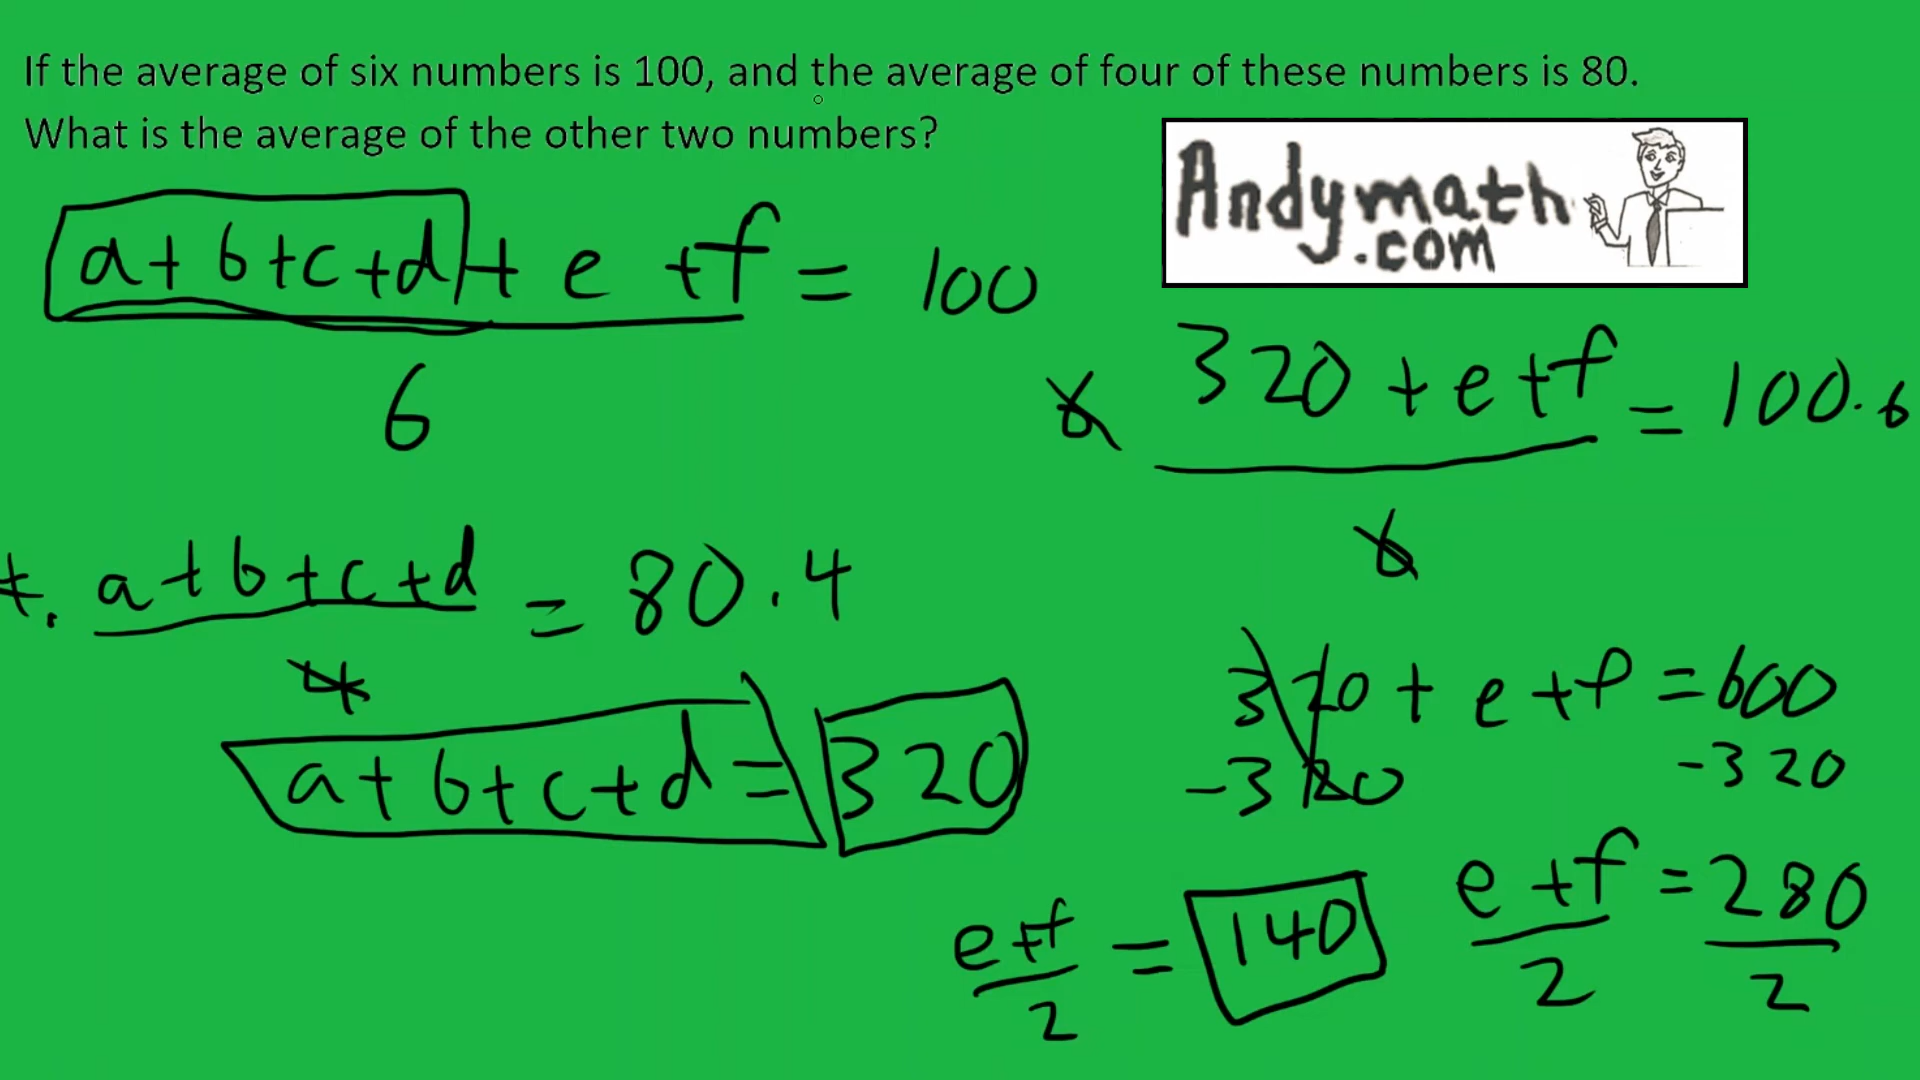 If the average of six numbers is 100, and the average of four of these numbers is 80.
What is the average of the other two numbers?
Andymath
.com
a+b+c+d+e+f = 100
6
6 320+e+f = 100.6
6
4. a+b+c+d = 80.4
4
a+b+c+d = 320
320+e+f=600
-320 -320
e+f=280
2 2
e+f = 140
2